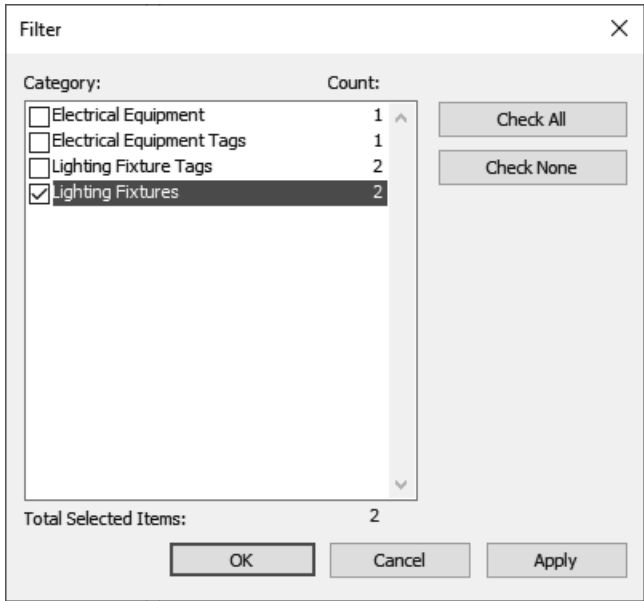 Filter
Category: Count:
Electrical Equipment 1
Electrical Equipment Tags 1
Lighting Fixture Tags 2
Lighting Fixtures 2
Check All
Check None
Total Selected Items: 2
OK Cancel Apply